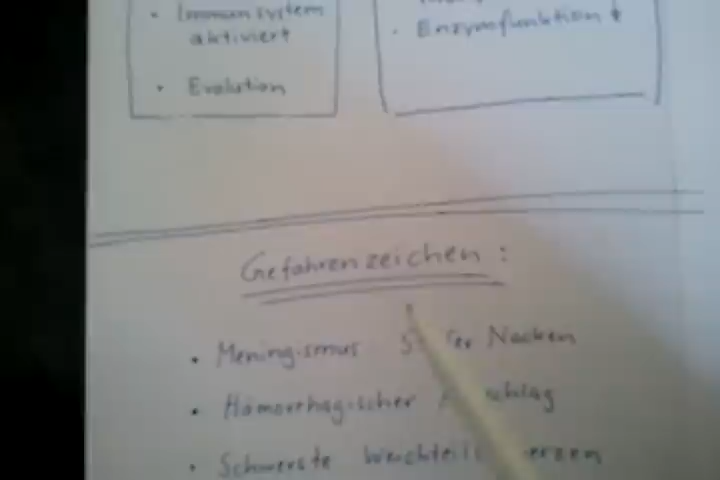 • Immunsystem
aktiviert
• Evolution
• Enzymfunktion
Gefahrenzeichen:
• Meningismus Nacken
• Hämorrhagischer
• Schwerste